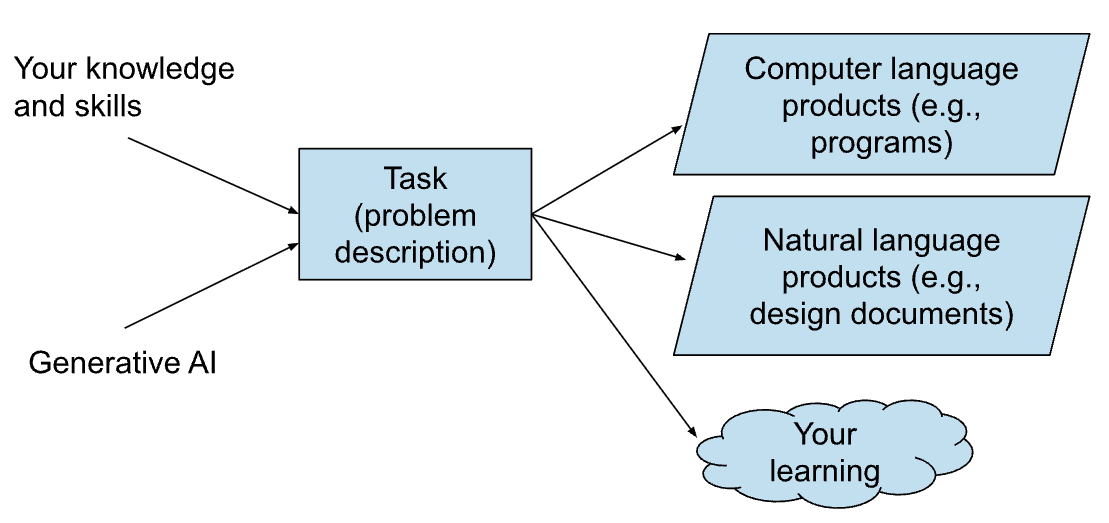 Your knowledge
and skills
Generative AI
Task
(problem
description)
Computer language
products (e.g.,
programs)
Natural language
products (e.g.,
design documents)
Your
learning